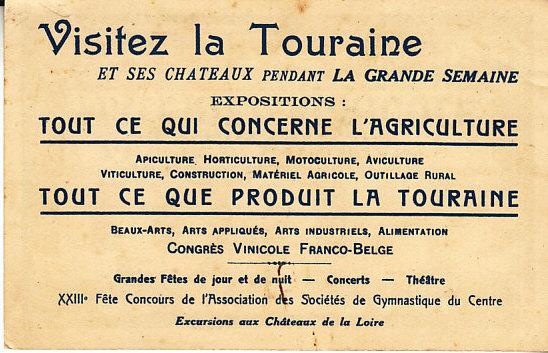 Visitez la Touraine
ET SES CHATEAUX PENDANT LA GRANDE SEMAINE
EXPOSITIONS :
TOUT CE QUI CONCERNE L'AGRICULTURE
APICULTURE, HORTICULTURE, MOTOCULTURE, AVICULTURE
VITICULTURE, CONSTRUCTION, MATÉRIEL AGRICOLE, OUTILLAGE RURAL
TOUT CE QUE PRODUIT LA TOURAINE
BEAUX-ARTS, ARTS APPLIQUÉS, ARTS INDUSTRIELS, ALIMENTATION
CONGRÈS VINICOLE FRANCO-BELGE
Grandes Fêtes de jour et de nuit — Concerts — Théâtre
XXIIIe Fête Concours de l'Association des Sociétés de Gymnastique du Centre
Excursions aux Châteaux de la Loire